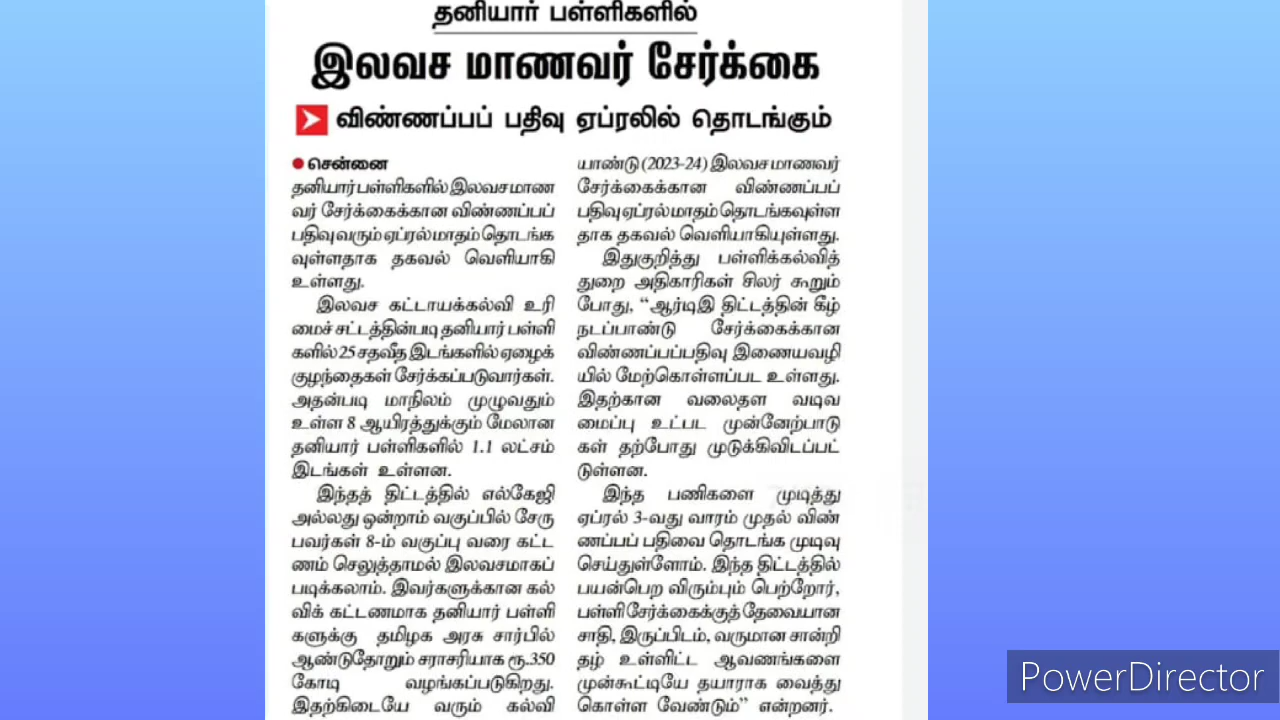 தனியார் பள்ளிகளில்
இலவச மாணவர் சேர்க்கை
விண்ணப்பப் பதிவு ஏப்ரலில் தொடங்கும்
சென்னை
தனியார் பள்ளிகளில் இலவச மாண
வர் சேர்க்கைக்கான விண்ணப்பப்
பதிவு வரும் ஏப்ரல் மாதம் தொடங்க
வுள்ளதாக தகவல் வெளியாகி
உள்ளது.
இலவச கட்டாயக்கல்வி உரி
மைச் சட்டத்தின்படி தனியார் பள்ளி
களில் 25 சதவீத இடங்களில் ஏழைக்
குழந்தைகள் சேர்க்கப்படுவார்கள்.
அதன்படி மாநிலம் முழுவதும்
உள்ள 8 ஆயிரத்துக்கும் மேலான
தனியார் பள்ளிகளில் 1.1 லட்சம்
இடங்கள் உள்ளன.
இந்தத் திட்டத்தில் எல்கேஜி
அல்லது ஒன்றாம் வகுப்பில் சேரு
பவர்கள் 8-ம் வகுப்பு வரை கட்ட
ணம் செலுத்தாமல் இலவசமாகப்
படிக்கலாம். இவர்களுக்கான கல்
விக் கட்டணமாக தனியார் பள்ளி
களுக்கு தமிழக அரசு சார்பில்
ஆண்டுதோறும் சராசரியாக ரூ.350
கோடி வழங்கப்படுகிறது.
இதற்கிடையே வரும் கல்வி
யாண்டு (2023-24) இலவச மாணவர்
சேர்க்கைக்கான விண்ணப்பப்
பதிவு ஏப்ரல் மாதம் தொடங்கவுள்ள
தாக தகவல் வெளியாகியுள்ளது.
இதுகுறித்து பள்ளிக்கல்வித்
துறை அதிகாரிகள் சிலர் கூறும்
போது, “ஆர்டிஇ திட்டத்தின் கீழ்
நடப்பாண்டு சேர்க்கைக்கான
விண்ணப்பப்பதிவு இணையவழி
யில் மேற்கொள்ளப்பட உள்ளது.
இதற்கான வலைதள வடிவ
மைப்பு உட்பட முன்னேற்பாடு
கள் தற்போது முடுக்கிவிடப்பட்
டுள்ளன.
இந்த பணிகளை முடித்து
ஏப்ரல் 3-வது வாரம் முதல் விண்
ணப்பப் பதிவை தொடங்க முடிவு
செய்துள்ளோம். இந்த திட்டத்தில்
பயன்பெற விரும்பும் பெற்றோர்,
பள்ளி சேர்க்கைக்குத் தேவையான
சாதி, இருப்பிடம், வருமான சான்றி
தழ் உள்ளிட்ட ஆவணங்களை
முன்கூட்டியே தயாராக வைத்து
கொள்ள வேண்டும்” என்றனர்.
PowerDirector